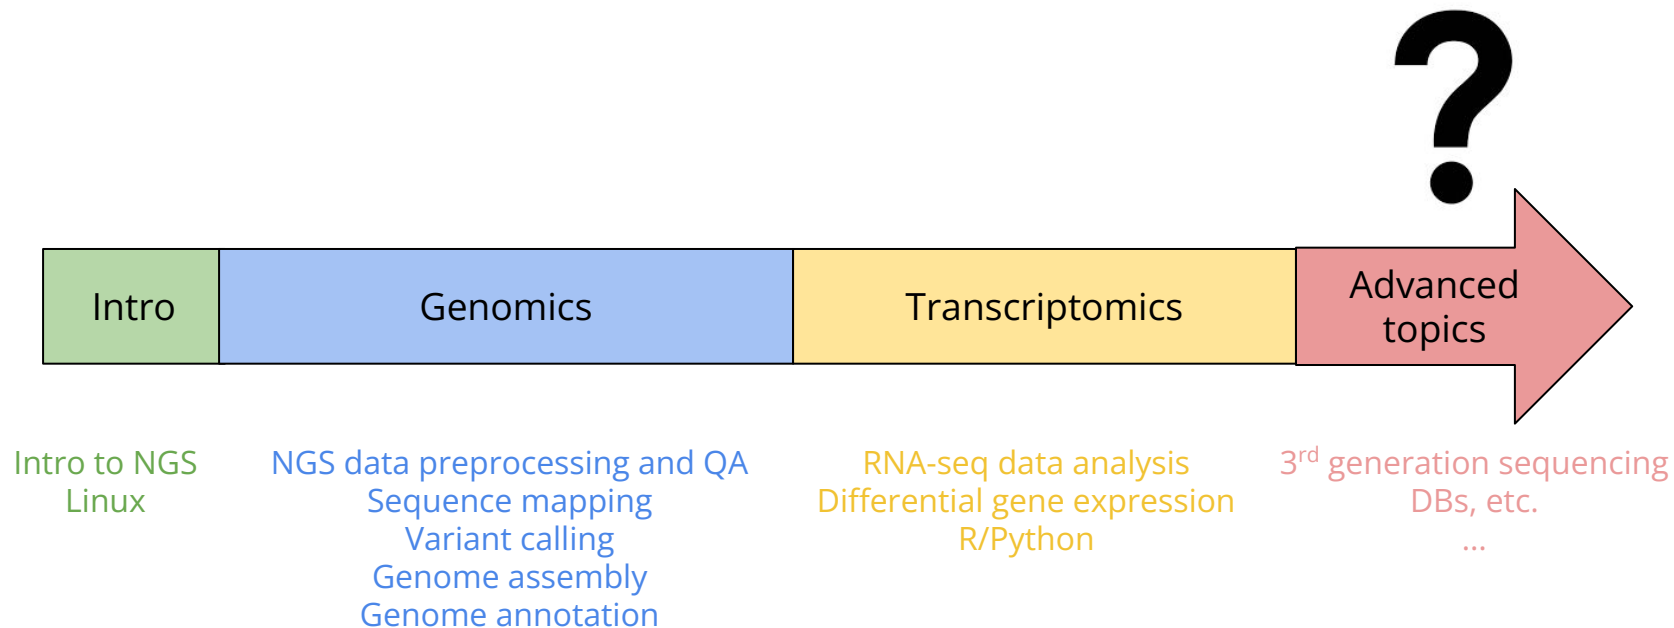 ?
Intro
Genomics
Transcriptomics
Advanced
topics
Intro to NGS
Linux
NGS data preprocessing and QA
Sequence mapping
Variant calling
Genome assembly
Genome annotation
RNA-seq data analysis
Differential gene expression
R/Python
3rd generation sequencing
DBs, etc.
...